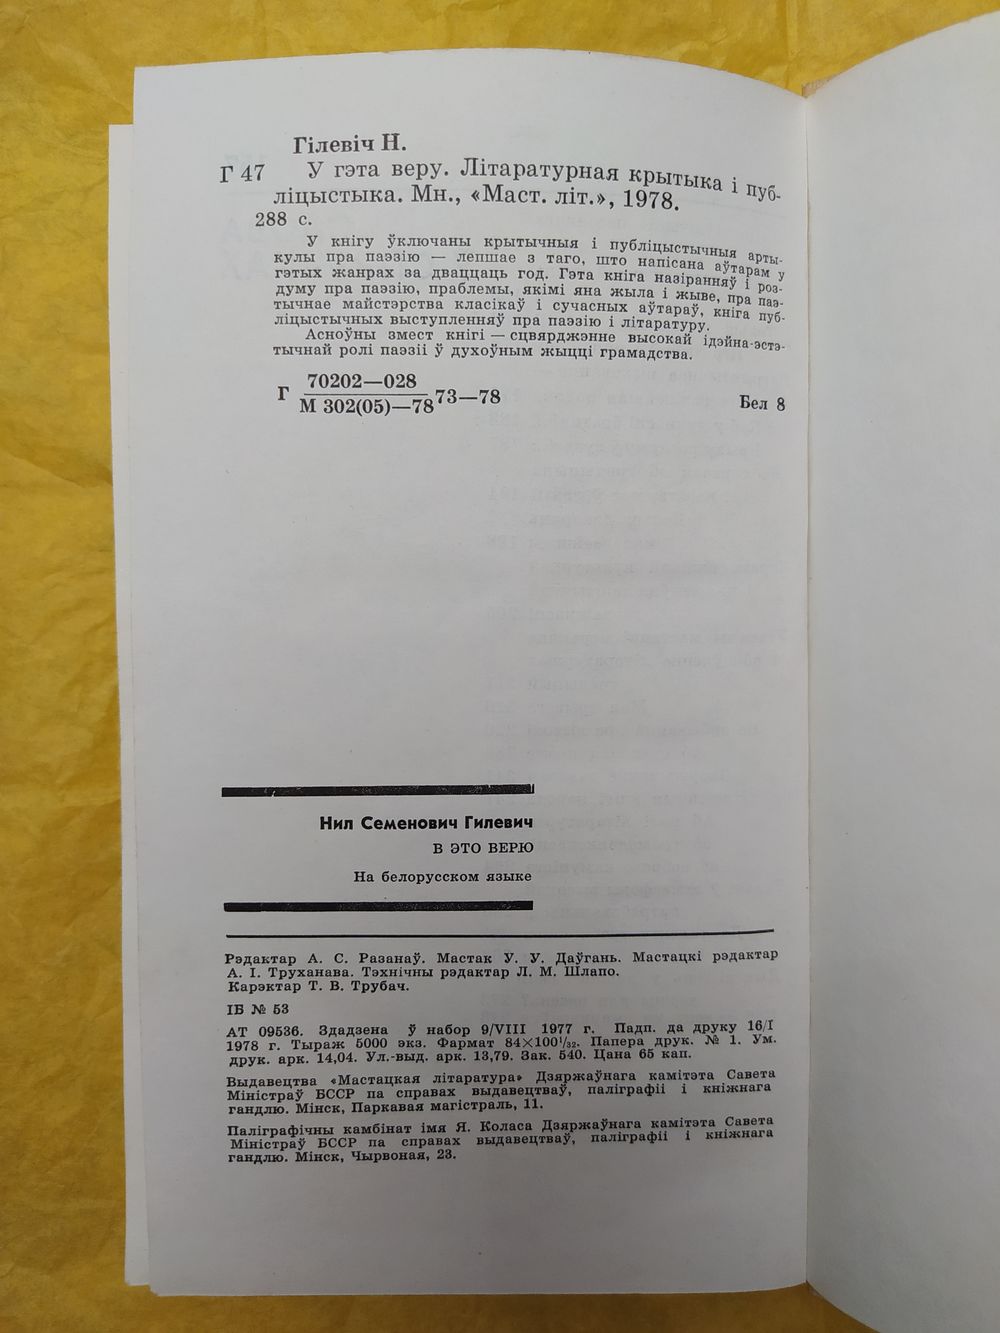 Гілевіч Н.
Г 47 У гэта веру. Літаратурная крытыка і пуб-
ліцыстыка. Мн., «Маст. літ.», 1978.
288 с.
У кнігу ўключаны крытычныя і публіцыстычныя арты-
кулы пра паэзію — лепшае з таго, што напісана аўтарам у
гэтых жанрах за дваццаць год. Гэта кніга назіранняў і роз-
думу пра паэзію, праблемы, якімі яна жыла і жыве, пра паэ-
тычнае майстэрства класікаў і сучасных аўтараў, кніга пуб-
ліцыстычных выступленняў пра паэзію і літаратуру.
Асноўны змест кнігі — сцвярджэнне высокай ідэйна-эстэ-
тычнай ролі паэзіі ў духоўным жыцці грамадства.
Г 70202—028
М 302(05)—78 73—78 Бел 8
Нил Семенович Гилевич
В ЭТО ВЕРЮ
На белорусском языке
Рэдактар А. С. Разанаў. Мастак У. У. Даўгань. Мастацкі рэдактар
А. І. Труханава. Тэхнічны рэдактар Л. М. Шлапо.
Карэктар Т. В. Трубач.
ІБ № 53
АТ 09536. Здадзена ў набор 9/VIII 1977 г. Падп. да друку 16/I
1978 г. Тыраж 5000 экз. Фармат 84×100¹/₃₂. Папера друк. № 1. Ум.
друк. арк. 14,04. Ул.-выд. арк. 13,79. Зак. 540. Цана 65 кап.
Выдавецтва «Мастацкая літаратура» Дзяржаўнага камітэта Савета
Міністраў БССР па справах выдавецтваў, паліграфіі і кніжнага
гандлю. Мінск, Паркавая магістраль, 11.
Паліграфічны камбінат імя Я. Коласа Дзяржаўнага камітэта Савета
Міністраў БССР па справах выдавецтваў, паліграфіі і кніжнага
гандлю. Мінск, Чырвоная, 23.